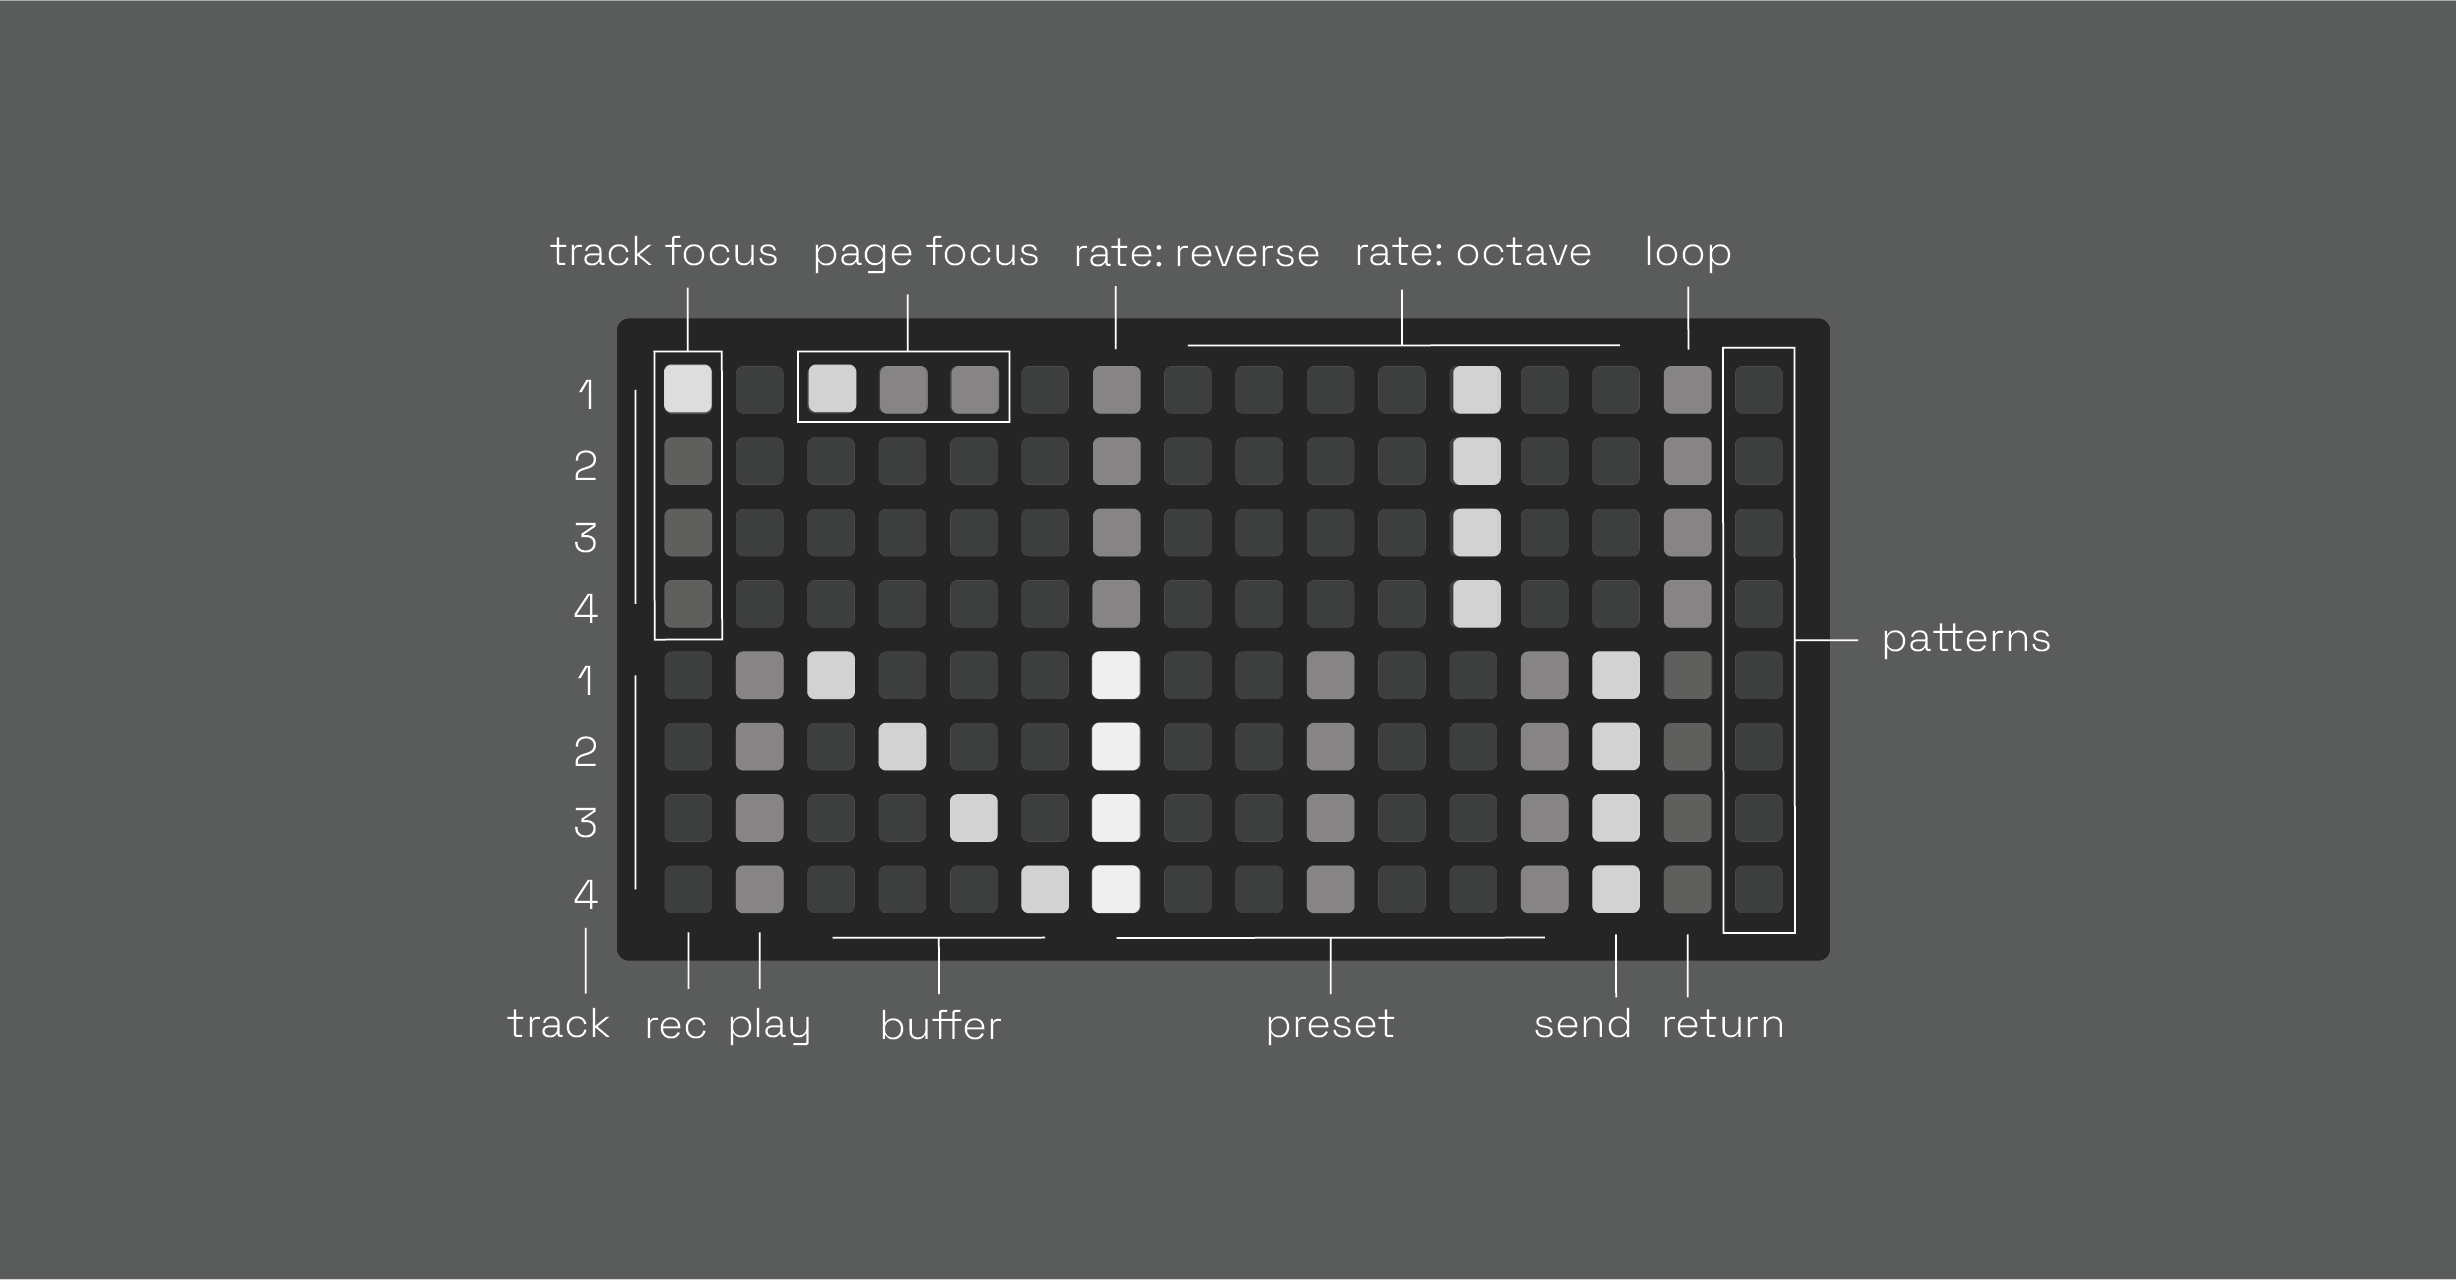 track focus
page focus
rate: reverse
rate: octave
loop
1
2
3
4
1
2
3
4
patterns
track
rec
play
buffer
preset
send
return